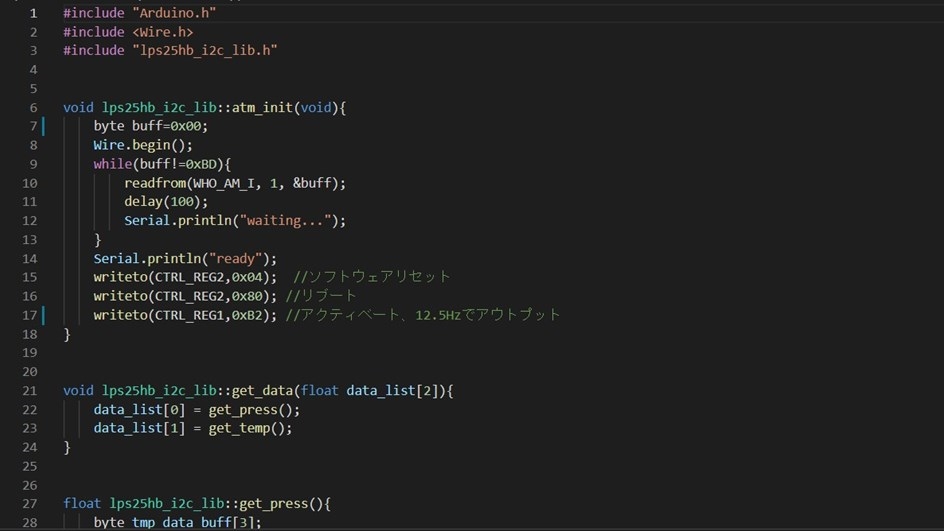 1 #include "Arduino.h"
2 #include <Wire.h>
3 #include "lps25hb_i2c_lib.h"
4
5
6 void lps25hb_i2c_lib::atm_init(void){
7     byte buff=0x00;
8     Wire.begin();
9     while(buff!=0xBD){
10         readfrom(WHO_AM_I, 1, &buff);
11         delay(100);
12         Serial.println("waiting...");
13     }
14     Serial.println("ready");
15     writeto(CTRL_REG2,0x04);  //ソフトウェアリセット
16     writeto(CTRL_REG2,0x80); //リブート
17     writeto(CTRL_REG1,0xB2); //アクティベート、12.5Hzでアウトプット
18 }
19
20
21 void lps25hb_i2c_lib::get_data(float data_list[2]){
22     data_list[0] = get_press();
23     data_list[1] = get_temp();
24 }
25
26
27 float lps25hb_i2c_lib::get_press(){
28     byte tmp_data_buff[3];